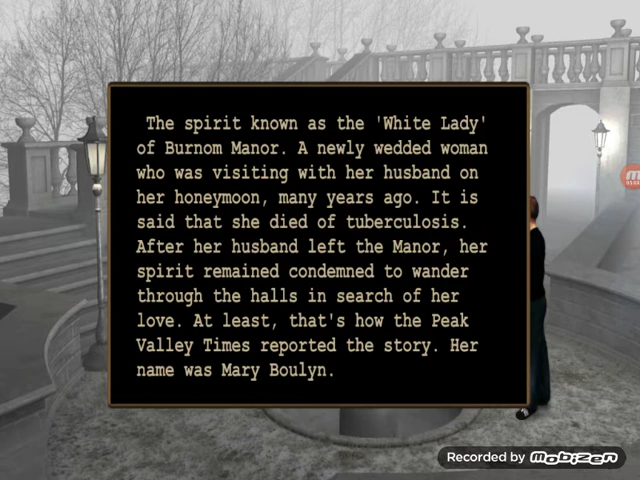 The spirit known as the 'White Lady'
of Burnom Manor. A newly wedded woman
who was visiting with her husband on
her honeymoon, many years ago. It is
said that she died of tuberculosis.
After her husband left the Manor, her
spirit remained condemned to wander
through the halls in search of her
love. At least, that's how the Peak
Valley Times reported the story. Her
name was Mary Boulyn.
Recorded by MOBIZEN